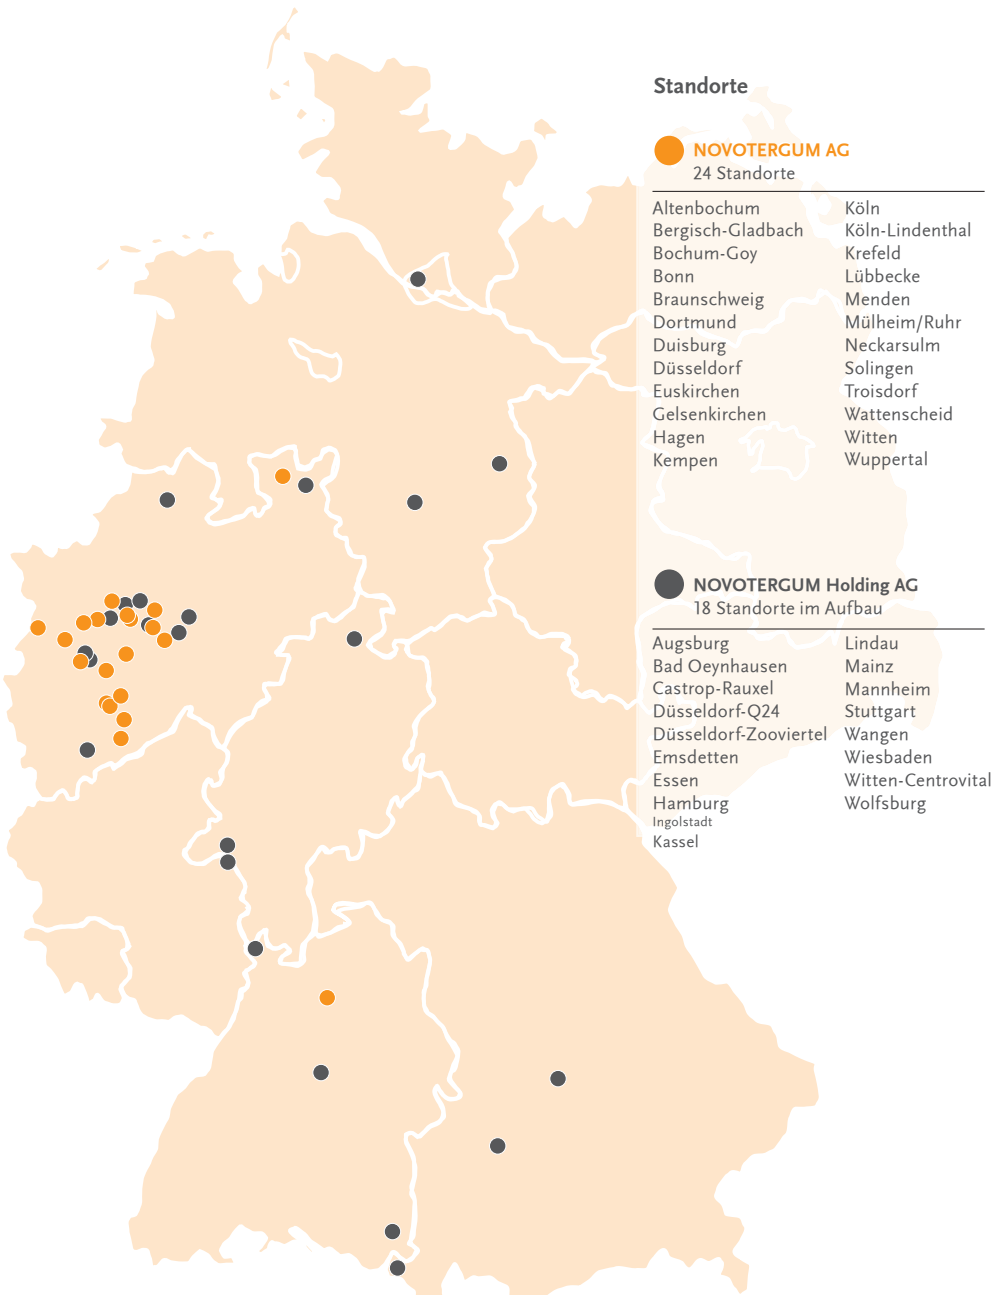 Standorte
NOVOTERGUM AG
24 Standorte
Altenbochum
Bergisch-Gladbach
Bochum-Goy
Bonn
Braunschweig
Dortmund
Duisburg
Düsseldorf
Euskirchen
Gelsenkirchen
Hagen
Kempen
Köln
Köln-Lindenthal
Krefeld
Lübbecke
Menden
Mülheim/Ruhr
Neckarsulm
Solingen
Troisdorf
Wattenscheid
Witten
Wuppertal
NOVOTERGUM Holding AG
18 Standorte im Aufbau
Augsburg
Bad Oeynhausen
Castrop-Rauxel
Düsseldorf-Q24
Düsseldorf-Zooviertel
Emsdetten
Essen
Hamburg
Ingolstadt
Kassel
Lindau
Mainz
Mannheim
Stuttgart
Wangen
Wiesbaden
Witten-Centrovital
Wolfsburg